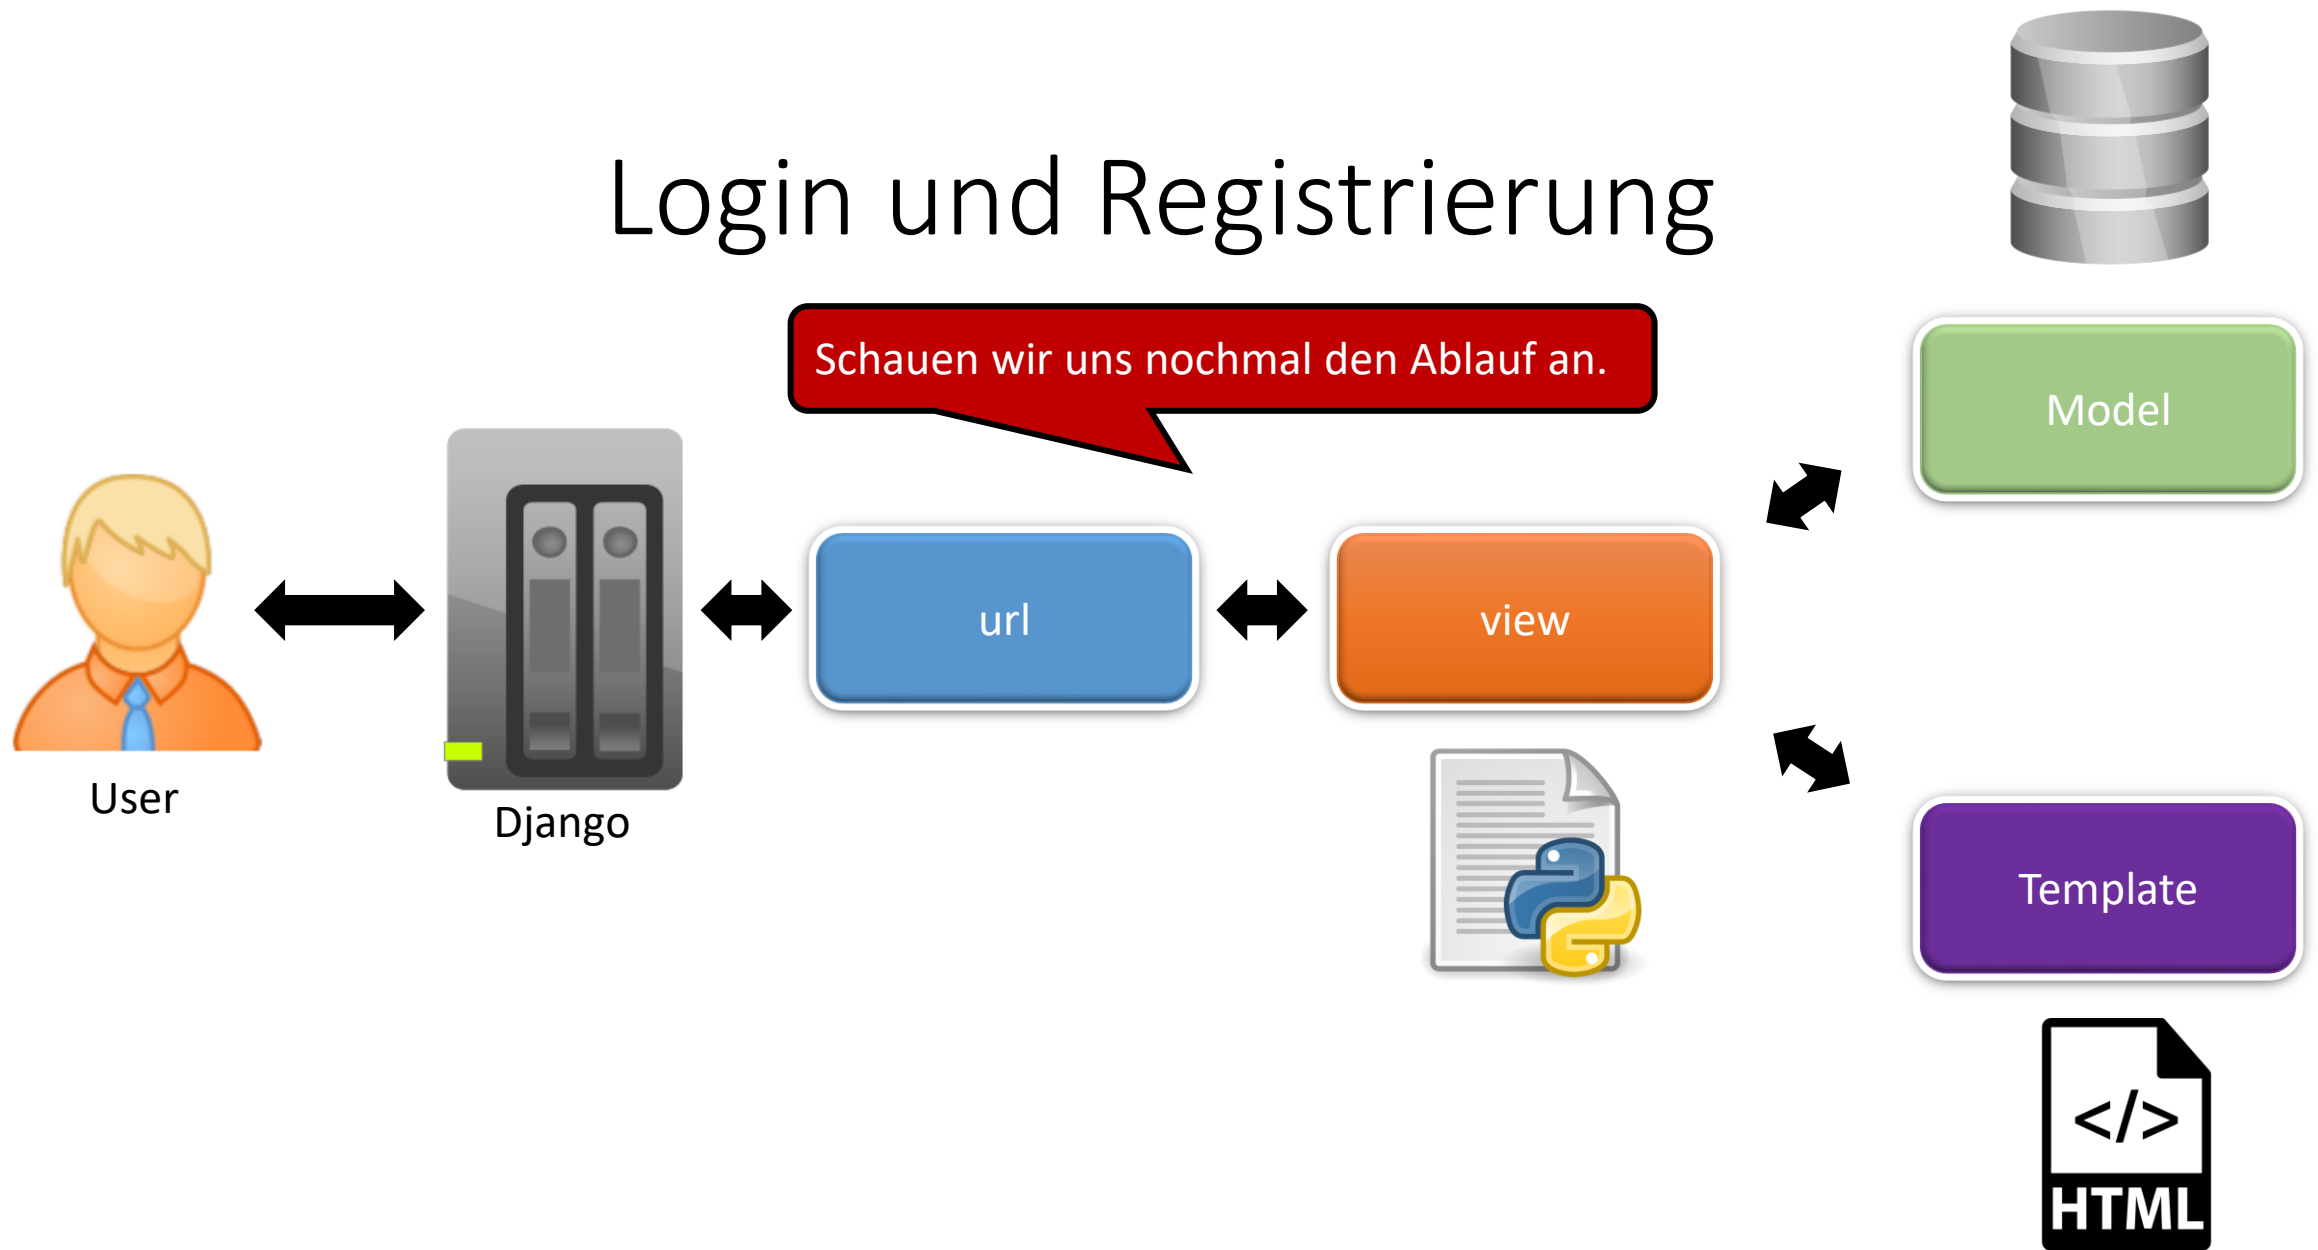 Login und Registrierung
Schauen wir uns nochmal den Ablauf an.
Model
url
view
User
Django
Template
</>
HTML